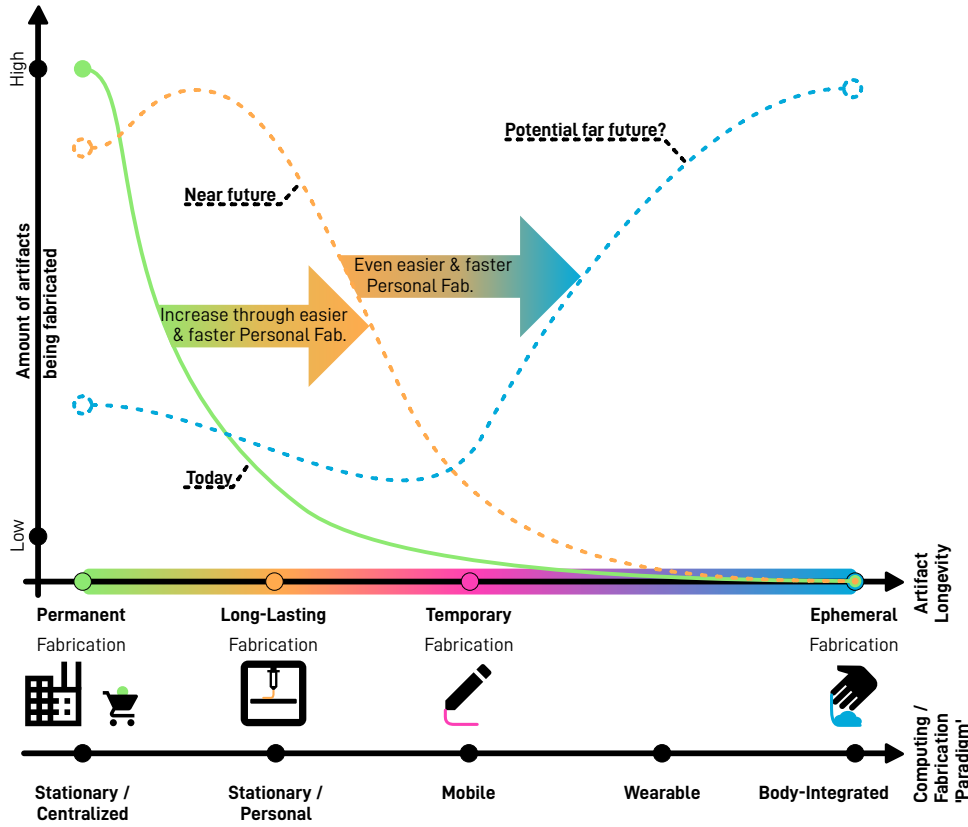 High
Low
Amount of artifacts
being fabricated
Near future
Potential far future?
Even easier & faster
Personal Fab.
Increase through easier
& faster Personal Fab.
Today
Artifact
Longevity
Permanent
Fabrication
Long-Lasting
Fabrication
Temporary
Fabrication
Ephemeral
Fabrication
Computing /
Fabrication
'Paradigm'
Stationary /
Centralized
Stationary /
Personal
Mobile
Wearable
Body-Integrated